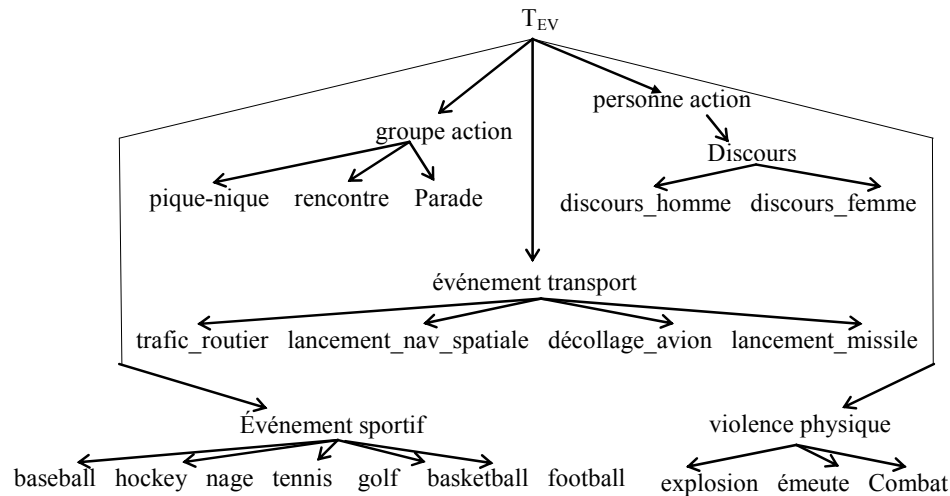 T_EV
personne action
groupe action
Discours
pique-nique rencontre Parade
discours_homme discours_femme
événement transport
trafic_routier lancement_nav_spatiale décollage_avion lancement_missile
Événement sportif
violence physique
baseball hockey nage tennis golf basketball football
explosion émeute Combat